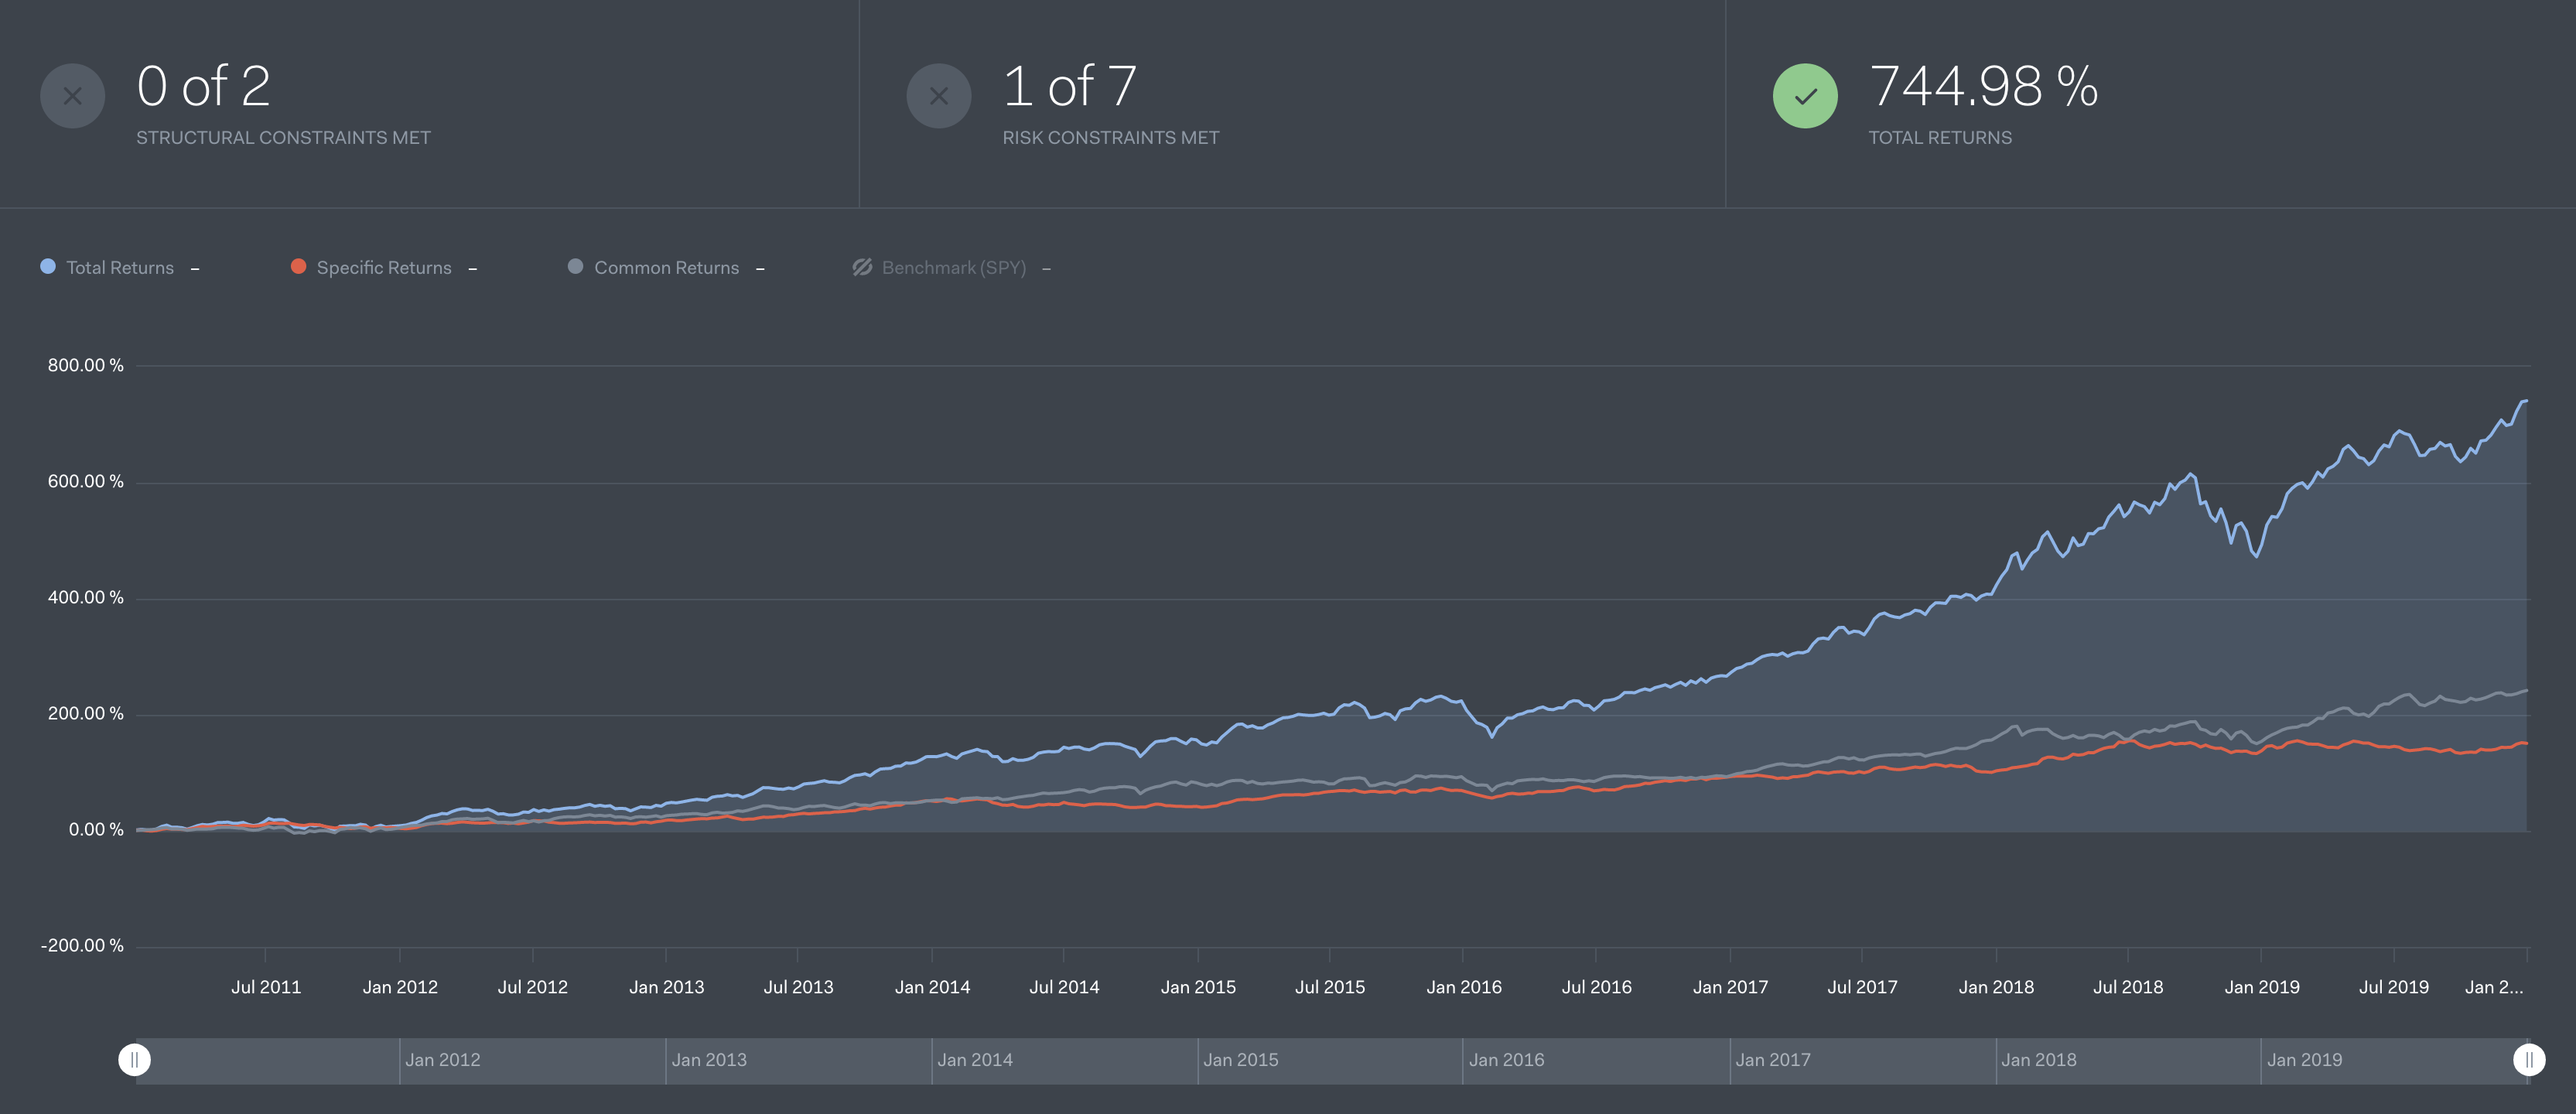 0 of 2
STRUCTURAL CONSTRAINTS MET
1 of 7
RISK CONSTRAINTS MET
744.98 %
TOTAL RETURNS
Total Returns –
Specific Returns –
Common Returns –
Benchmark (SPY) –
800.00 %
600.00 %
400.00 %
200.00 %
0.00 %
-200.00 %
Jul 2011 Jan 2012 Jul 2012 Jan 2013 Jul 2013 Jan 2014 Jul 2014 Jan 2015 Jul 2015 Jan 2016 Jul 2016 Jan 2017 Jul 2017 Jan 2018 Jul 2018 Jan 2019 Jul 2019 Jan 2...
Jan 2012 Jan 2013 Jan 2014 Jan 2015 Jan 2016 Jan 2017 Jan 2018 Jan 2019